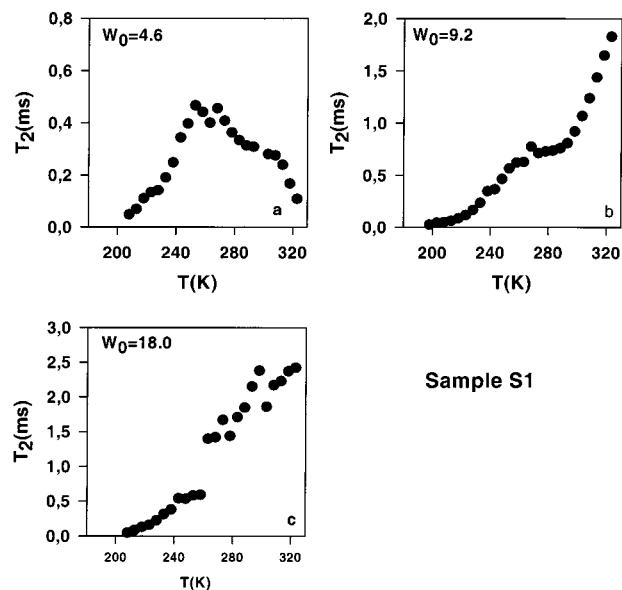 W0=4.6
T2(ms)
0,8
0,6
0,4
0,2
0,0
a
200 240 280 320
T(K)
W0=9.2
T2(ms)
2,0
1,5
1,0
0,5
0,0
b
200 240 280 320
T(K)
W0=18.0
T2(ms)
3,0
2,5
2,0
1,5
1,0
0,5
0,0
c
200 240 280 320
T(K)
Sample S1